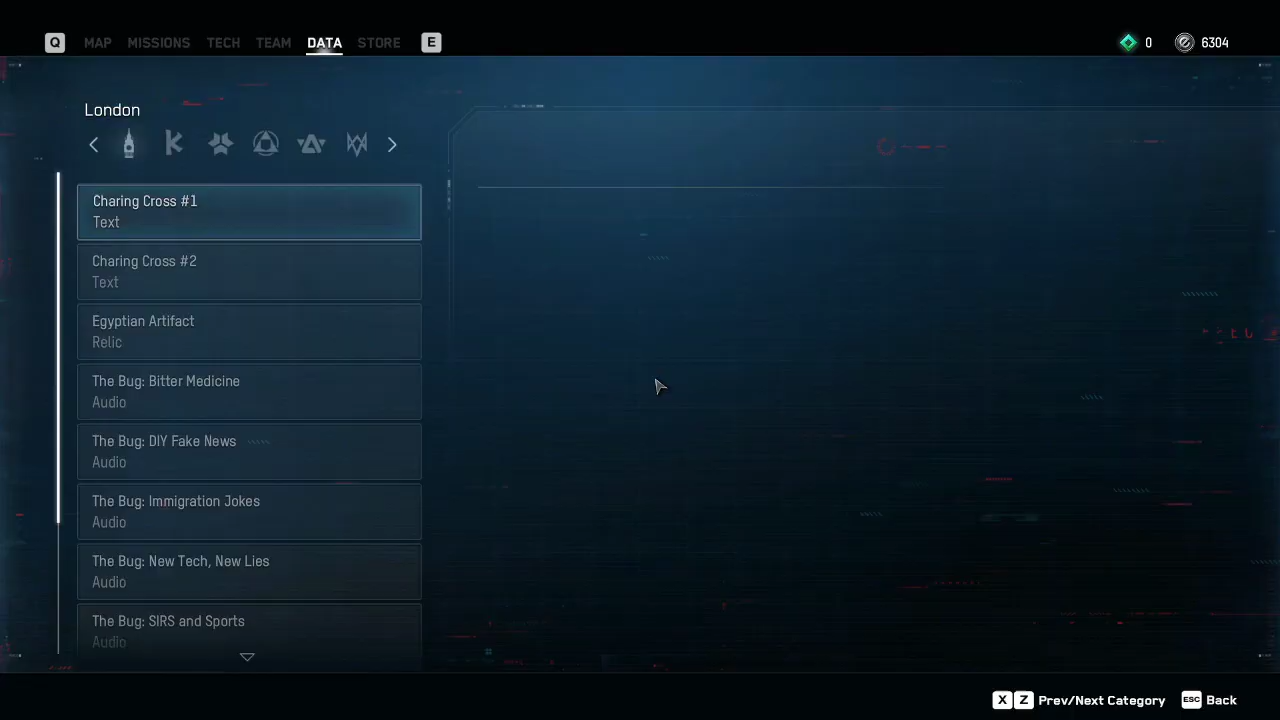 Q MAP MISSIONS TECH TEAM DATA STORE E 0 6304
London
Charing Cross #1
Text
Charing Cross #2
Text
Egyptian Artifact
Relic
The Bug: Bitter Medicine
Audio
The Bug: DIY Fake News
Audio
The Bug: Immigration Jokes
Audio
The Bug: New Tech, New Lies
Audio
The Bug: SIRS and Sports
Audio
X Z Prev/Next Category ESC Back